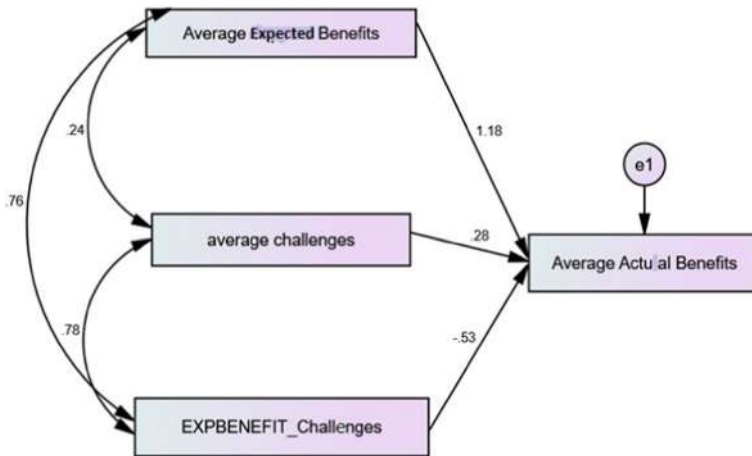 Average Expected Benefits
1.18
.24
e1
.76
average challenges
.28
Average Actual Benefits
.78
-.53
EXPBENEFIT_Challenges